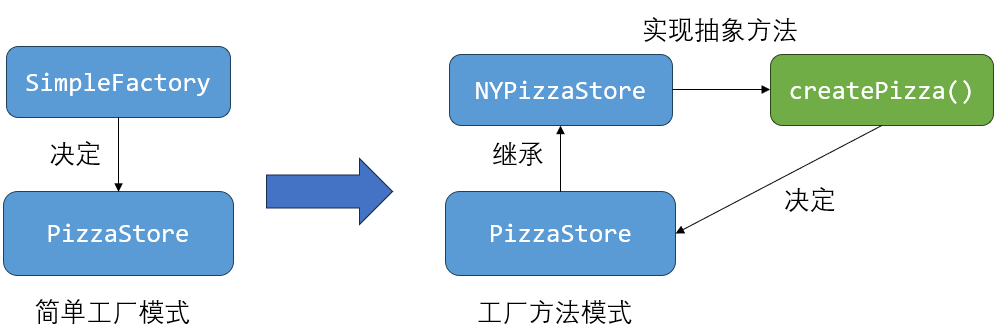 SimpleFactory
决定
PizzaStore
简单工厂模式
实现抽象方法
NYPizzaStore
createPizza()
继承
决定
PizzaStore
工厂方法模式